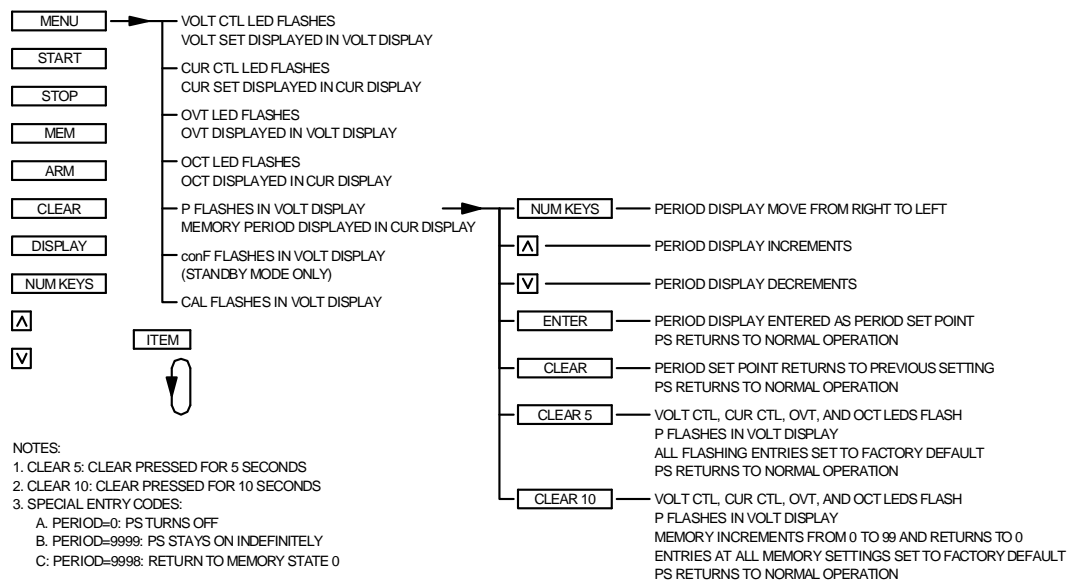 MENU
START
STOP
MEM
ARM
CLEAR
DISPLAY
NUM KEYS
ITEM
VOLT CTL LED FLASHES
VOLT SET DISPLAYED IN VOLT DISPLAY
CUR CTL LED FLASHES
CUR SET DISPLAYED IN CUR DISPLAY
OVT LED FLASHES
OVT DISPLAYED IN VOLT DISPLAY
OCT LED FLASHES
OCT DISPLAYED IN CUR DISPLAY
P FLASHES IN VOLT DISPLAY
MEMORY PERIOD DISPLAYED IN CUR DISPLAY
conF FLASHES IN VOLT DISPLAY
(STANDBY MODE ONLY)
CAL FLASHES IN VOLT DISPLAY
NUM KEYS
PERIOD DISPLAY MOVE FROM RIGHT TO LEFT
PERIOD DISPLAY INCREMENTS
PERIOD DISPLAY DECREMENTS
ENTER
PERIOD DISPLAY ENTERED AS PERIOD SET POINT
PS RETURNS TO NORMAL OPERATION
CLEAR
PERIOD SET POINT RETURNS TO PREVIOUS SETTING
PS RETURNS TO NORMAL OPERATION
CLEAR 5
VOLT CTL, CUR CTL, OVT, AND OCT LEDS FLASH
P FLASHES IN VOLT DISPLAY
ALL FLASHING ENTRIES SET TO FACTORY DEFAULT
PS RETURNS TO NORMAL OPERATION
CLEAR 10
VOLT CTL, CUR CTL, OVT, AND OCT LEDS FLASH
P FLASHES IN VOLT DISPLAY
MEMORY INCREMENTS FROM 0 TO 99 AND RETURNS TO 0
ENTRIES AT ALL MEMORY SETTINGS SET TO FACTORY DEFAULT
PS RETURNS TO NORMAL OPERATION
NOTES:
1. CLEAR 5: CLEAR PRESSED FOR 5 SECONDS
2. CLEAR 10: CLEAR PRESSED FOR 10 SECONDS
3. SPECIAL ENTRY CODES:
A. PERIOD=0: PS TURNS OFF
B. PERIOD=9999: PS STAYS ON INDEFINITELY
C: PERIOD=9998: RETURN TO MEMORY STATE 0